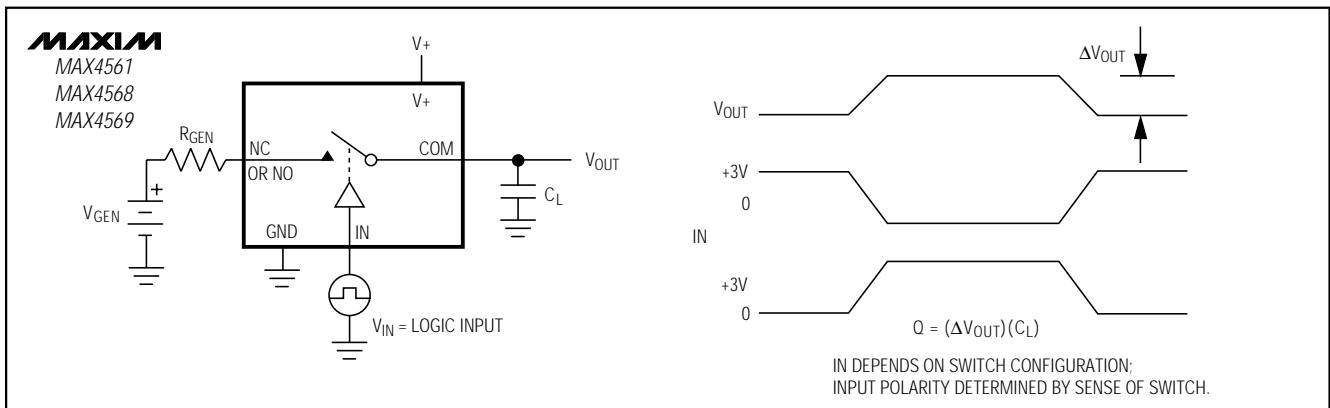 MAXIM
MAX4561
MAX4568
MAX4569
V+
V+
RGEN
NC
OR NO
COM
VOUT
CL
VGEN
+
GND
IN
VIN = LOGIC INPUT
ΔVOUT
VOUT
+3V
0
IN
+3V
0
Q = (ΔVOUT)(CL)
IN DEPENDS ON SWITCH CONFIGURATION;
INPUT POLARITY DETERMINED BY SENSE OF SWITCH.